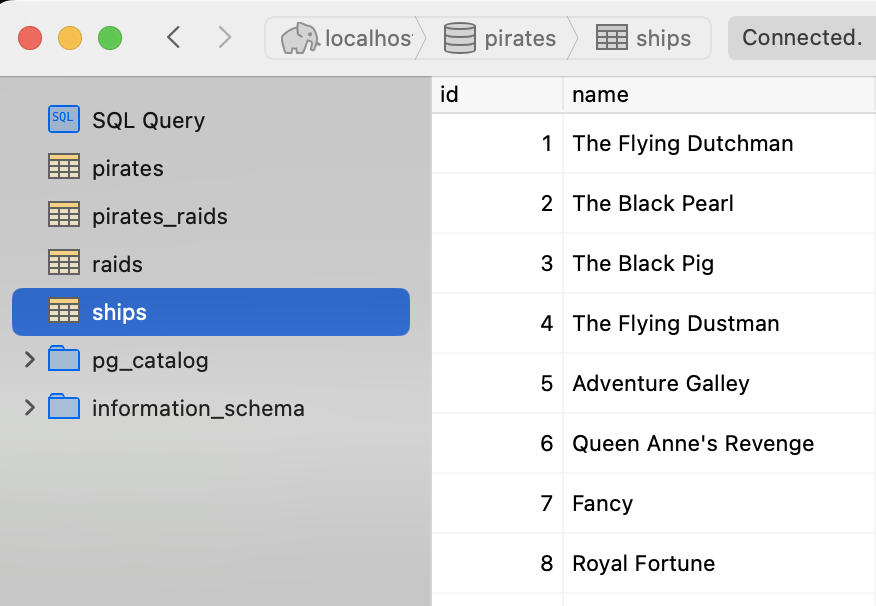 localhos
pirates
ships
Connected.
SQL
SQL Query
pirates
pirates_raids
raids
ships
pg_catalog
information_schema
id name
1 The Flying Dutchman
2 The Black Pearl
3 The Black Pig
4 The Flying Dustman
5 Adventure Galley
6 Queen Anne's Revenge
7 Fancy
8 Royal Fortune